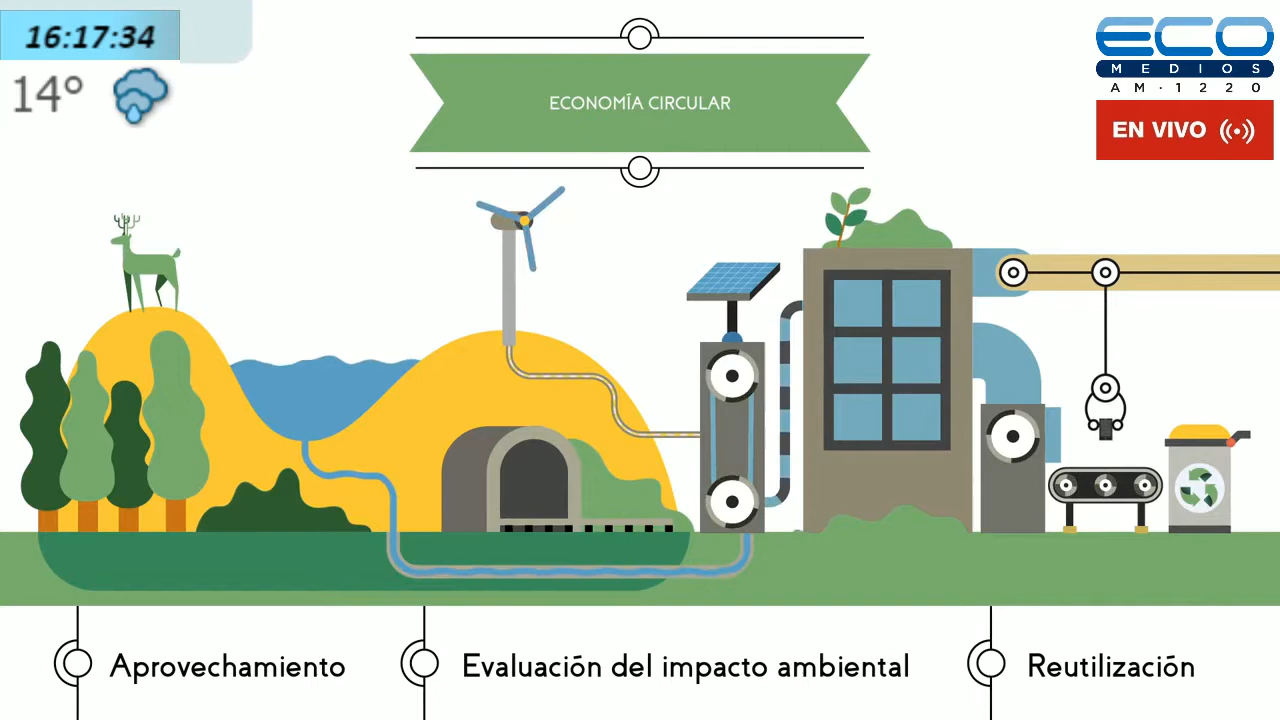 16:17:34
14°
ECONOMÍA CIRCULAR
ECO
MEDIOS
AM·1220
EN VIVO
Aprovechamiento
Evaluación del impacto ambiental
Reutilización